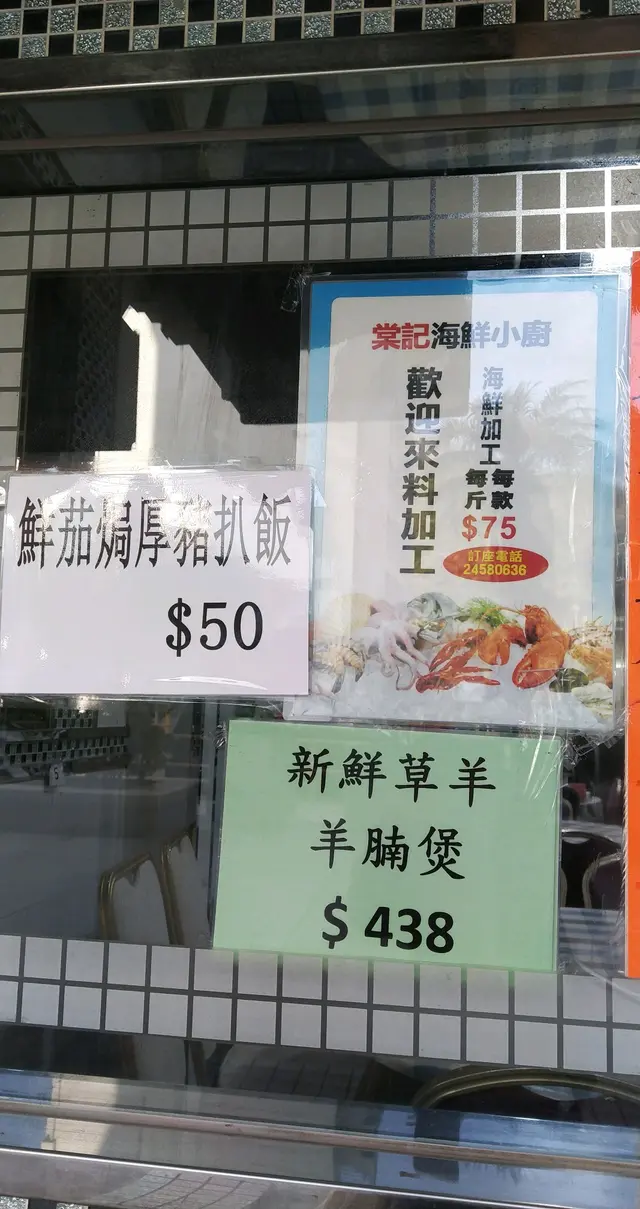 棠記海鮮小廚
歡迎來料加工
海鮮加工
每款
每斤
$75
訂座電話
24580636
鮮茄焗厚豬扒飯
$50
新鮮草羊
羊腩煲
$438